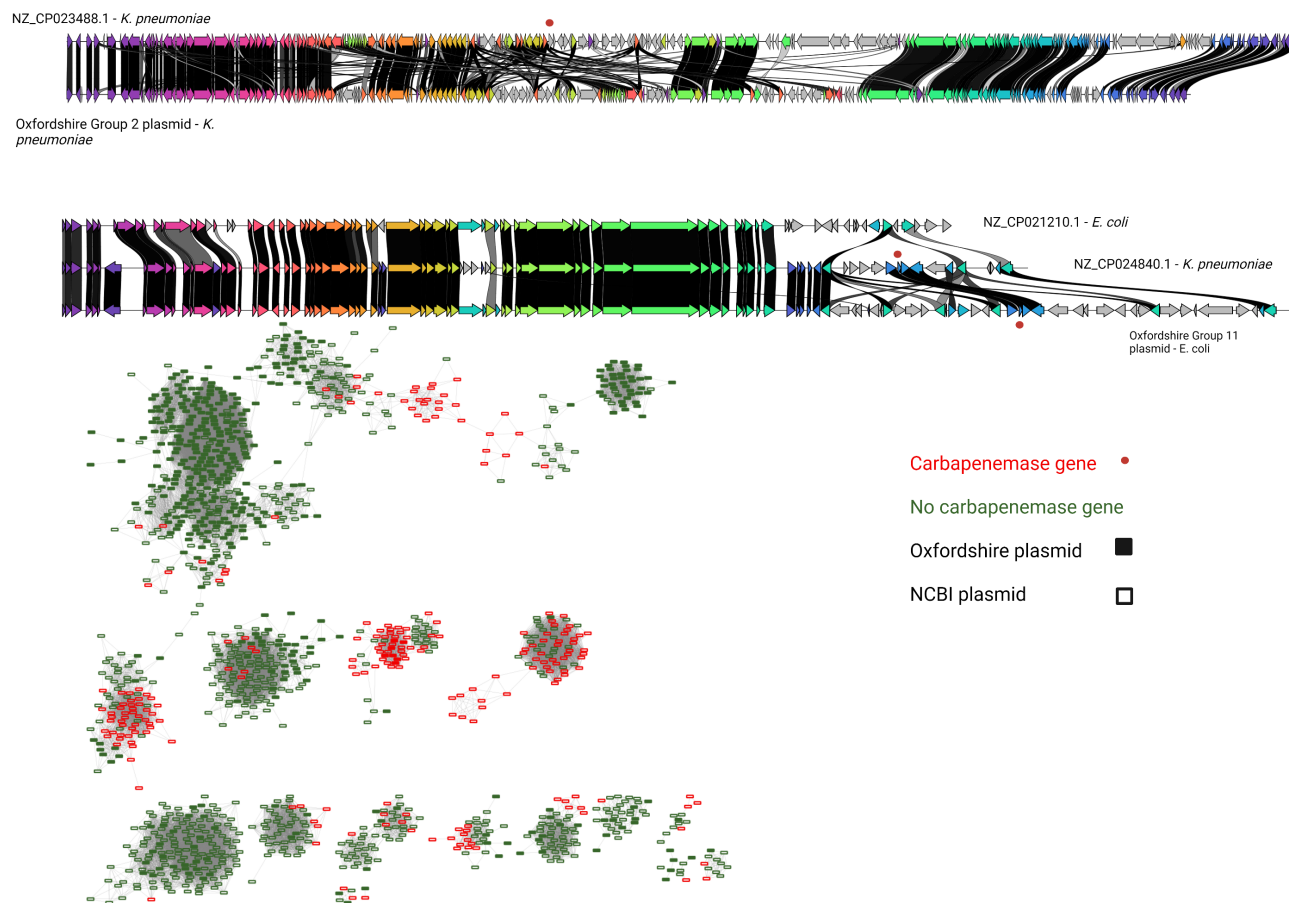 NZ_CP023488.1 - K. pneumoniae
Oxfordshire Group 2 plasmid - K.
pneumoniae
NZ_CP021210.1 - E. coli
NZ_CP024840.1 - K. pneumoniae
Oxfordshire Group 11
plasmid - E. coli
Carbapenemase gene
No carbapenemase gene
Oxfordshire plasmid
NCBI plasmid